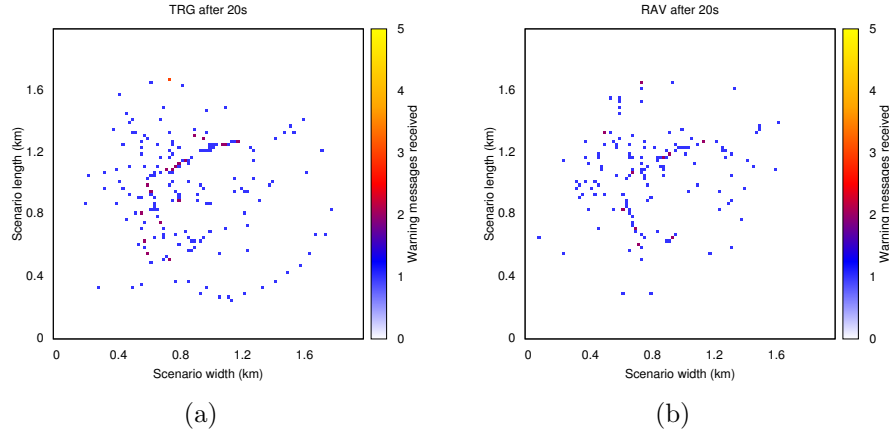 TRG after 20s
Scenario length (km)
1.6
1.2
0.8
0.4
0
0 0.4 0.8 1.2 1.6
Scenario width (km)
5
4
3
2
1
0
Warning messages received
(a)
RAV after 20s
Scenario length (km)
1.6
1.2
0.8
0.4
0
0 0.4 0.8 1.2 1.6
Scenario width (km)
5
4
3
2
1
0
Warning messages received
(b)